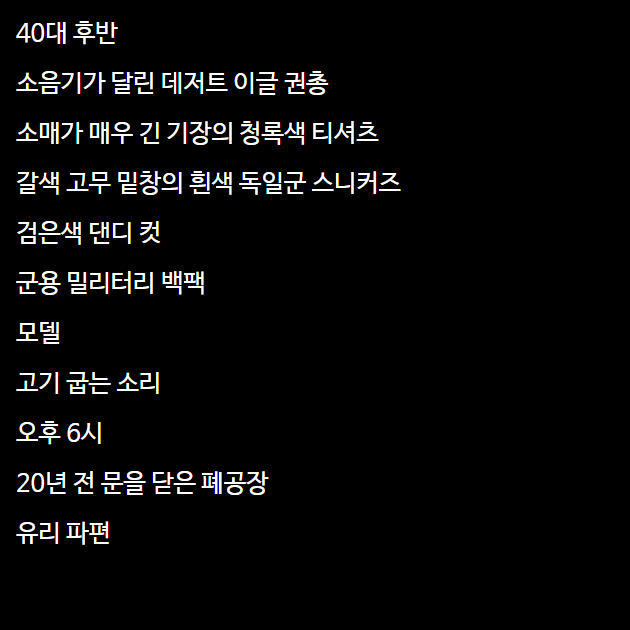 40대 후반
소음기가 달린 데저트 이글 권총
소매가 매우 긴 기장의 청록색 티셔츠
갈색 고무 밑창의 흰색 독일군 스니커즈
검은색 댄디 컷
군용 밀리터리 백팩
모델
고기 굽는 소리
오후 6시
20년 전 문을 닫은 폐공장
유리 파편